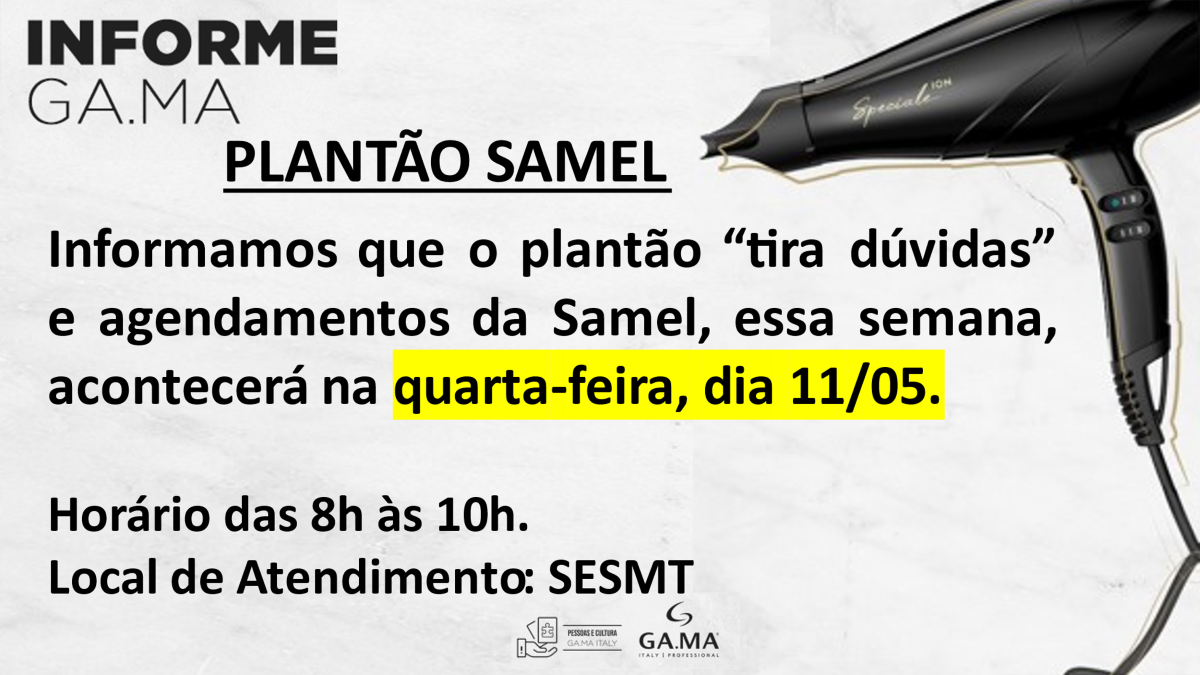 INFORME
GA.MA
Speciale ION
PLANTÃO SAMEL
Informamos que o plantão “tira dúvidas”
e agendamentos da Samel, essa semana,
acontecerá na quarta-feira, dia 11/05.
Horário das 8h às 10h.
Local de Atendimento: SESMT
PESSOAS E CULTURA
GA.MA ITALY
GA.MA
ITALY | PROFESSIONAL